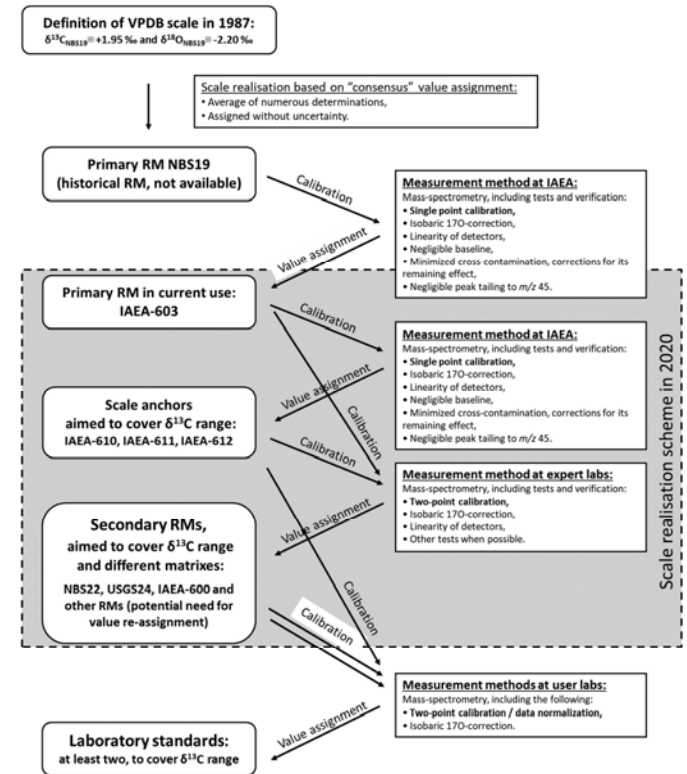 Definition of VPDB scale in 1987:
δ¹³C_NBS19≡+1.95 ‰ and δ¹⁸O_NBS19≡-2.20 ‰
Scale realisation based on “consensus” value assignment:
• Average of numerous determinations,
• Assigned without uncertainty.
Primary RM NBS19
(historical RM, not available)
Calibration
Measurement method at IAEA:
Mass-spectrometry, including tests and verification:
• Single point calibration,
• Isobaric 17O-correction,
• Linearity of detectors,
• Negligible baseline,
• Minimized cross-contamination, corrections for its
remaining effect,
• Negligible peak tailing to m/z 45.
Value assignment
Primary RM in current use:
IAEA-603
Calibration
Measurement method at IAEA:
Mass-spectrometry, including tests and verification:
• Single point calibration,
• Isobaric 17O-correction,
• Linearity of detectors,
• Negligible baseline,
• Minimized cross-contamination, corrections for its
remaining effect,
• Negligible peak tailing to m/z 45.
Value assignment
Calibration
Scale anchors
aimed to cover δ¹³C range:
IAEA-610, IAEA-611, IAEA-612
Calibration
Measurement method at expert labs:
Mass-spectrometry, including tests and verification:
• Two-point calibration,
• Isobaric 17O-correction,
• Linearity of detectors,
• Other tests when possible.
Value assignment
Secondary RMs,
aimed to cover δ¹³C range
and different matrixes:
NBS22, USGS24, IAEA-600 and
other RMs (potential need for
value re-assignment)
Calibration
Calibration
Scale realisation scheme in 2020
Measurement methods at user labs:
Mass-spectrometry, including the following:
• Two-point calibration / data normalization,
• Isobaric 17O-correction.
Value assignment
Laboratory standards:
at least two, to cover δ¹³C range